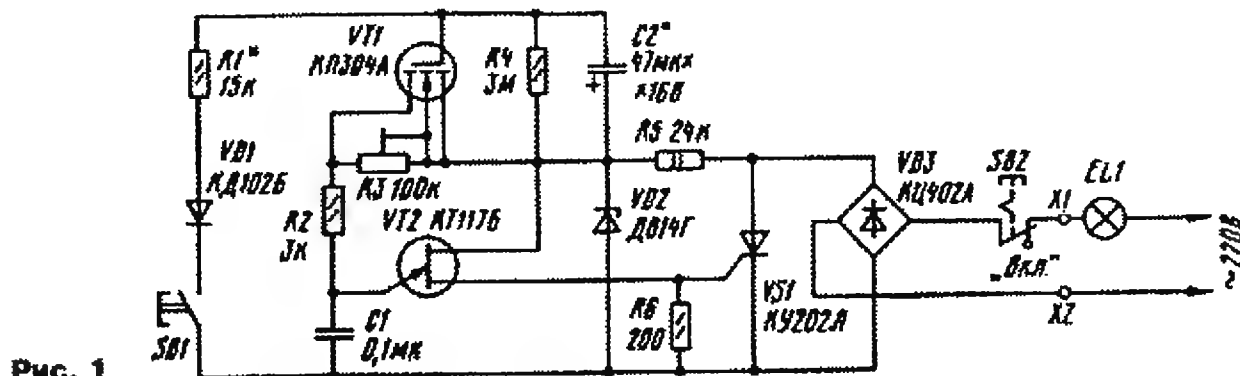 R1*
15к
VT1
КП304А
R4
3М
C2*
47мк×
×16В
R5 24к
VD1
КД102Б
R3 100к
R2
3К
VT2 КТ117Б
VD2
Д814Г
VD3
КЦ402А
SB2
X1
EL1
„Вкл."
~220В
X2
VS1
КУ202А
R6
200
C1
0,1мк
SB1
Рис. 1